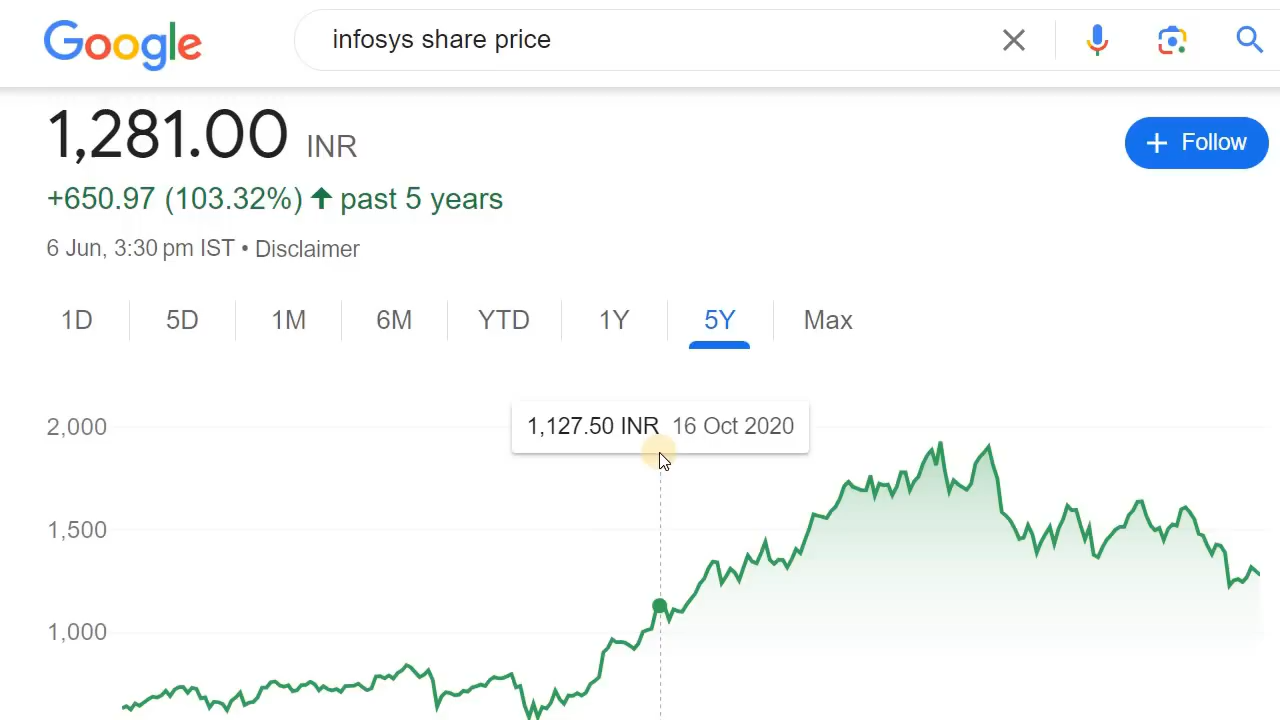 Google infosys share price
1,281.00 INR
+ Follow
+650.97 (103.32%) ↑ past 5 years
6 Jun, 3:30 pm IST • Disclaimer
1D 5D 1M 6M YTD 1Y 5Y Max
1,127.50 INR 16 Oct 2020
2,000
1,500
1,000